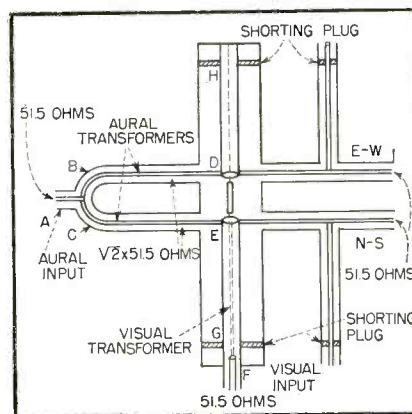 SHORTING PLUG
H
51.5 OHMS
AURAL
TRANSFORMERS
E-W
B
D
A
C
E
AURAL
INPUT
√2x51.5 OHMS
N-S
51.5 OHMS
VISUAL
TRANSFORMER
G
SHORTING
PLUG
VISUAL
INPUT
F
51.5 OHMS